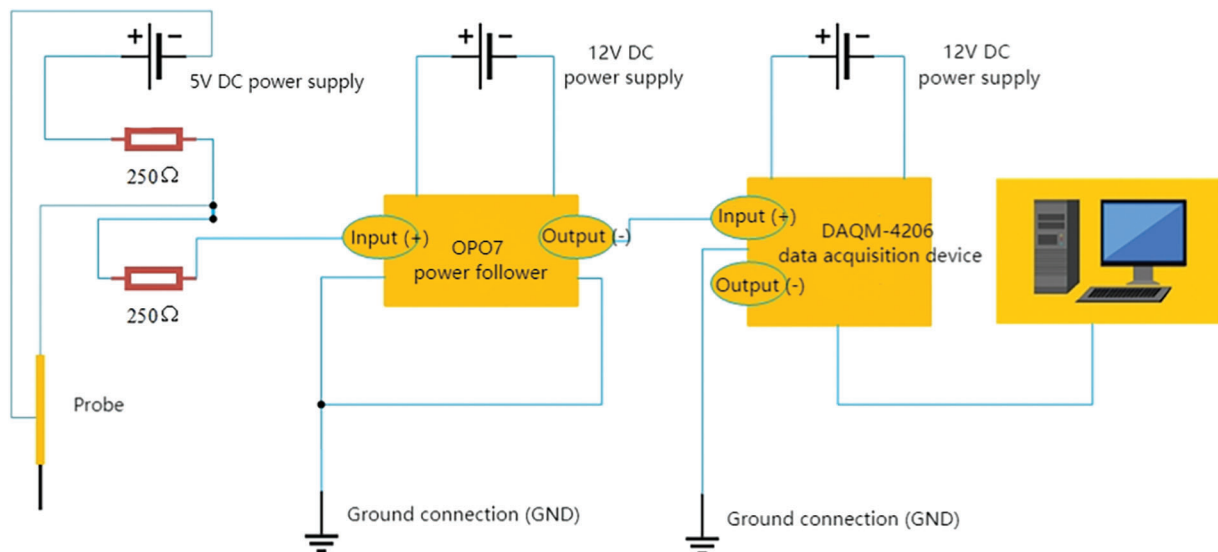 + -
5V DC power supply
250Ω
250Ω
Probe
+ -
12V DC
power supply
Input (+)
Output (-)
OPO7
power follower
Ground connection (GND)
+ -
12V DC
power supply
Input (+)
Output (-)
DAQM-4206
data acquisition device
Ground connection (GND)